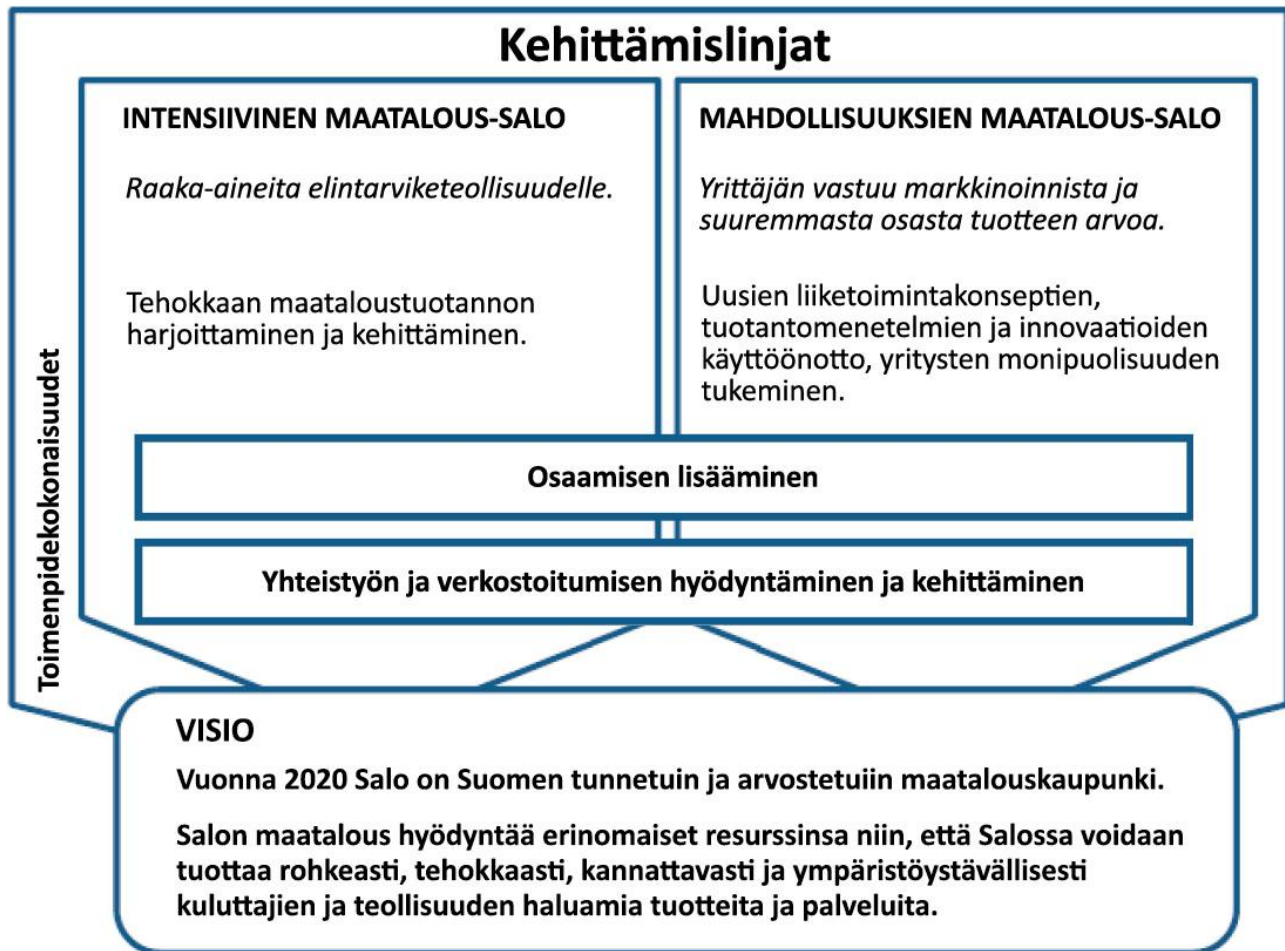 Kehittämislinjat
Toimenpidekokonaisuudet
INTENSIIVINEN MAATALOUS-SALO
Raaka-aineita elintarviketeollisuudelle.
Tehokkaan maataloustuotannon
harjoittaminen ja kehittäminen.
MAHDOLLISUUKSIEN MAATALOUS-SALO
Yrittäjän vastuu markkinoinnista ja
suuremmasta osasta tuotteen arvoa.
Uusien liiketoimintakonseptien,
tuotantomenetelmien ja innovaatioiden
käyttöönotto, yritysten monipuolisuuden
tukeminen.
Osaamisen lisääminen
Yhteistyön ja verkostoitumisen hyödyntäminen ja kehittäminen
VISIO
Vuonna 2020 Salo on Suomen tunnetuin ja arvostetuiin maatalouskaupunki.
Salon maatalous hyödyntää erinomaiset resurssinsa niin, että Salossa voidaan
tuottaa rohkeasti, tehokkaasti, kannattavasti ja ympäristöystävällisesti
kuluttajien ja teollisuuden haluamia tuotteita ja palveluita.